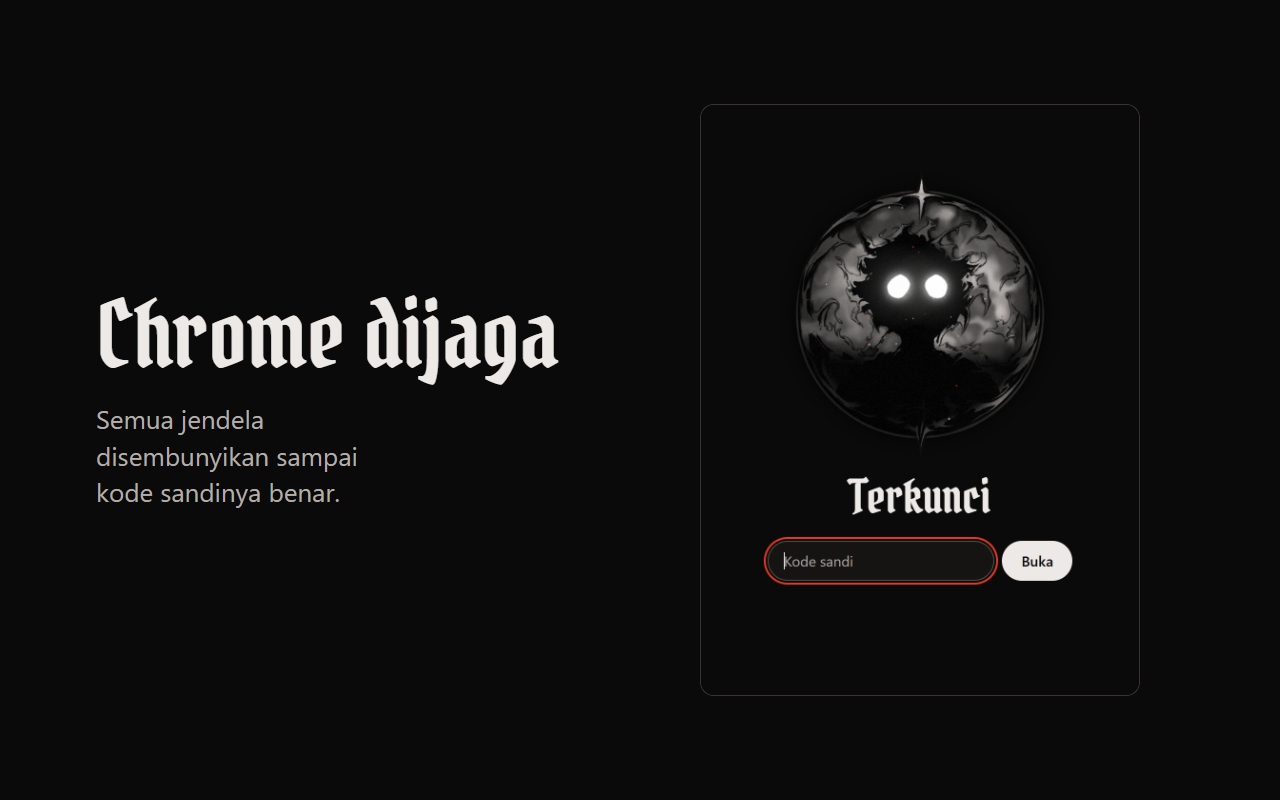 Chrome dijaga
Semua jendela
disembunyikan sampai
kode sandinya benar.
Terkunci
Kode sandi
Buka